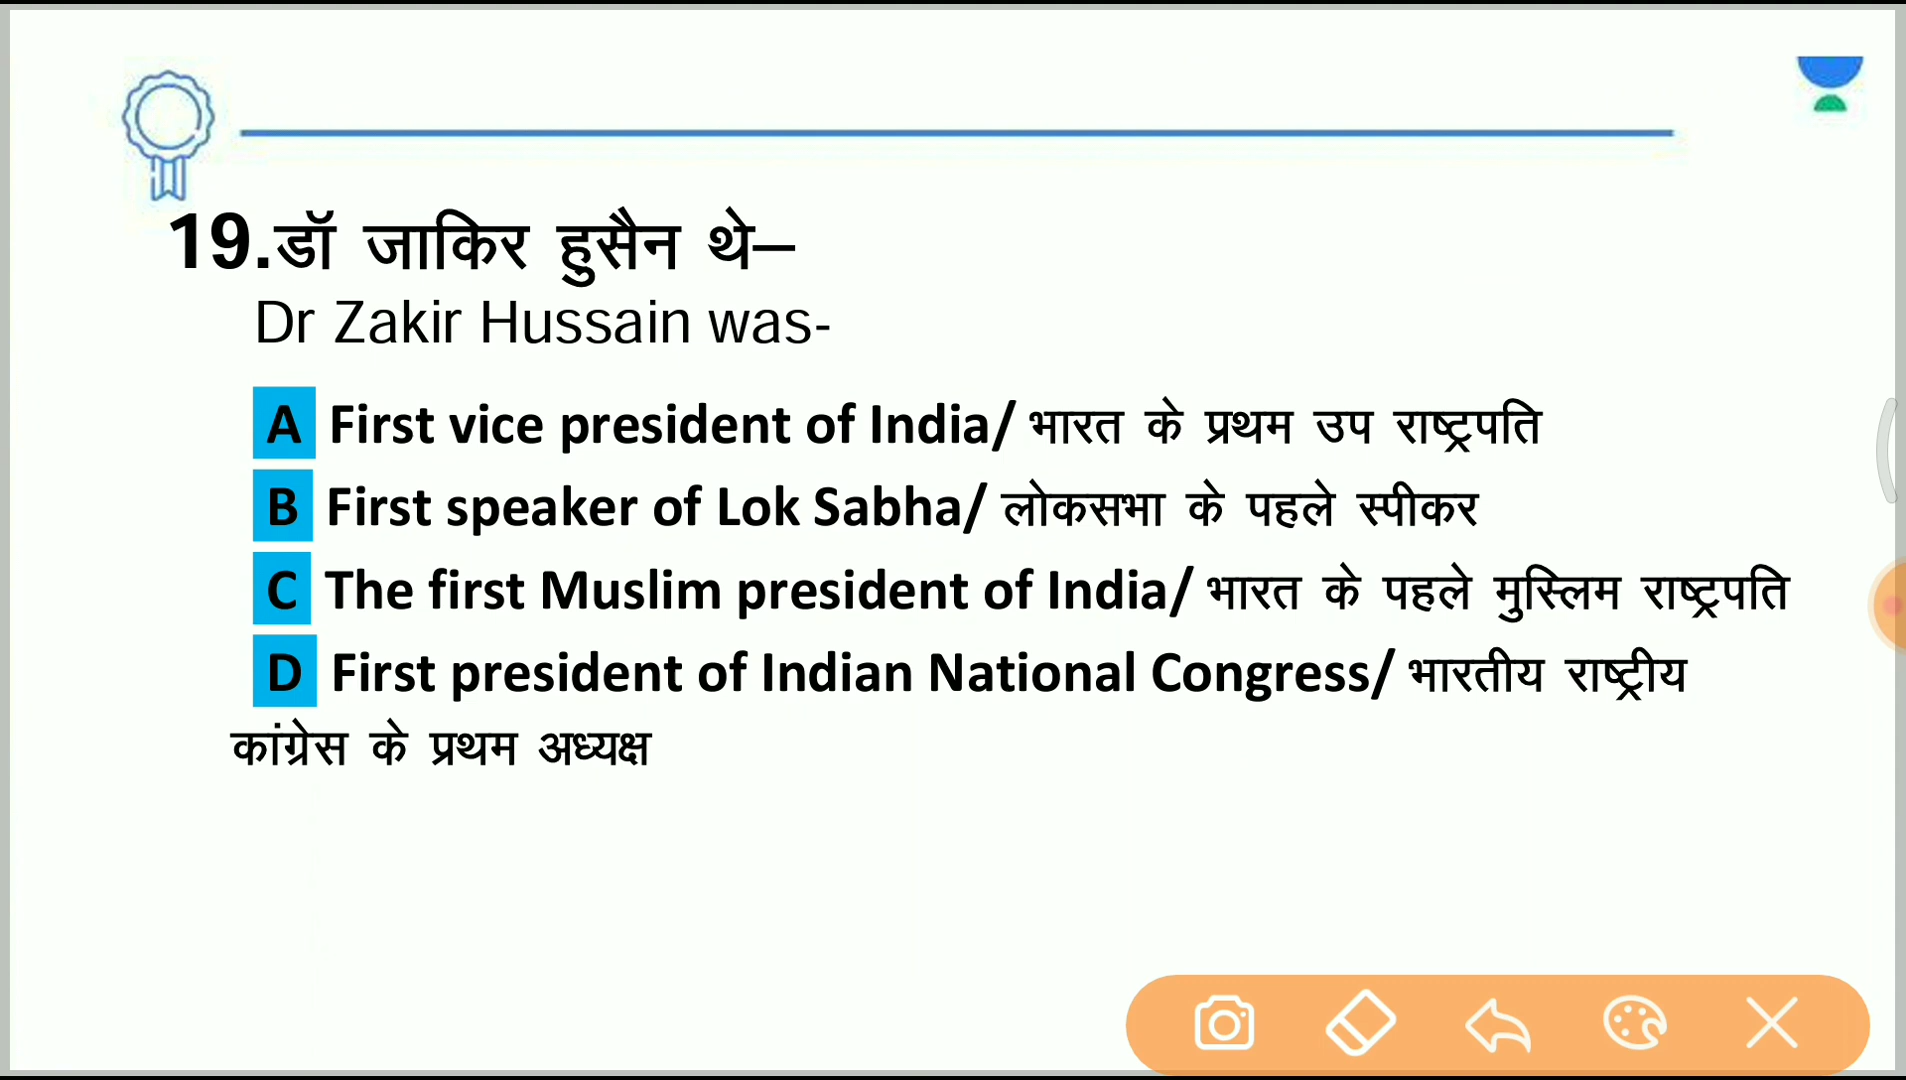 19.डॉ जाकिर हुसैन थे–
Dr Zakir Hussain was-
A First vice president of India/ भारत के प्रथम उप राष्ट्रपति
B First speaker of Lok Sabha/ लोकसभा के पहले स्पीकर
C The first Muslim president of India/ भारत के पहले मुस्लिम राष्ट्रपति
D First president of Indian National Congress/ भारतीय राष्ट्रीय
कांग्रेस के प्रथम अध्यक्ष